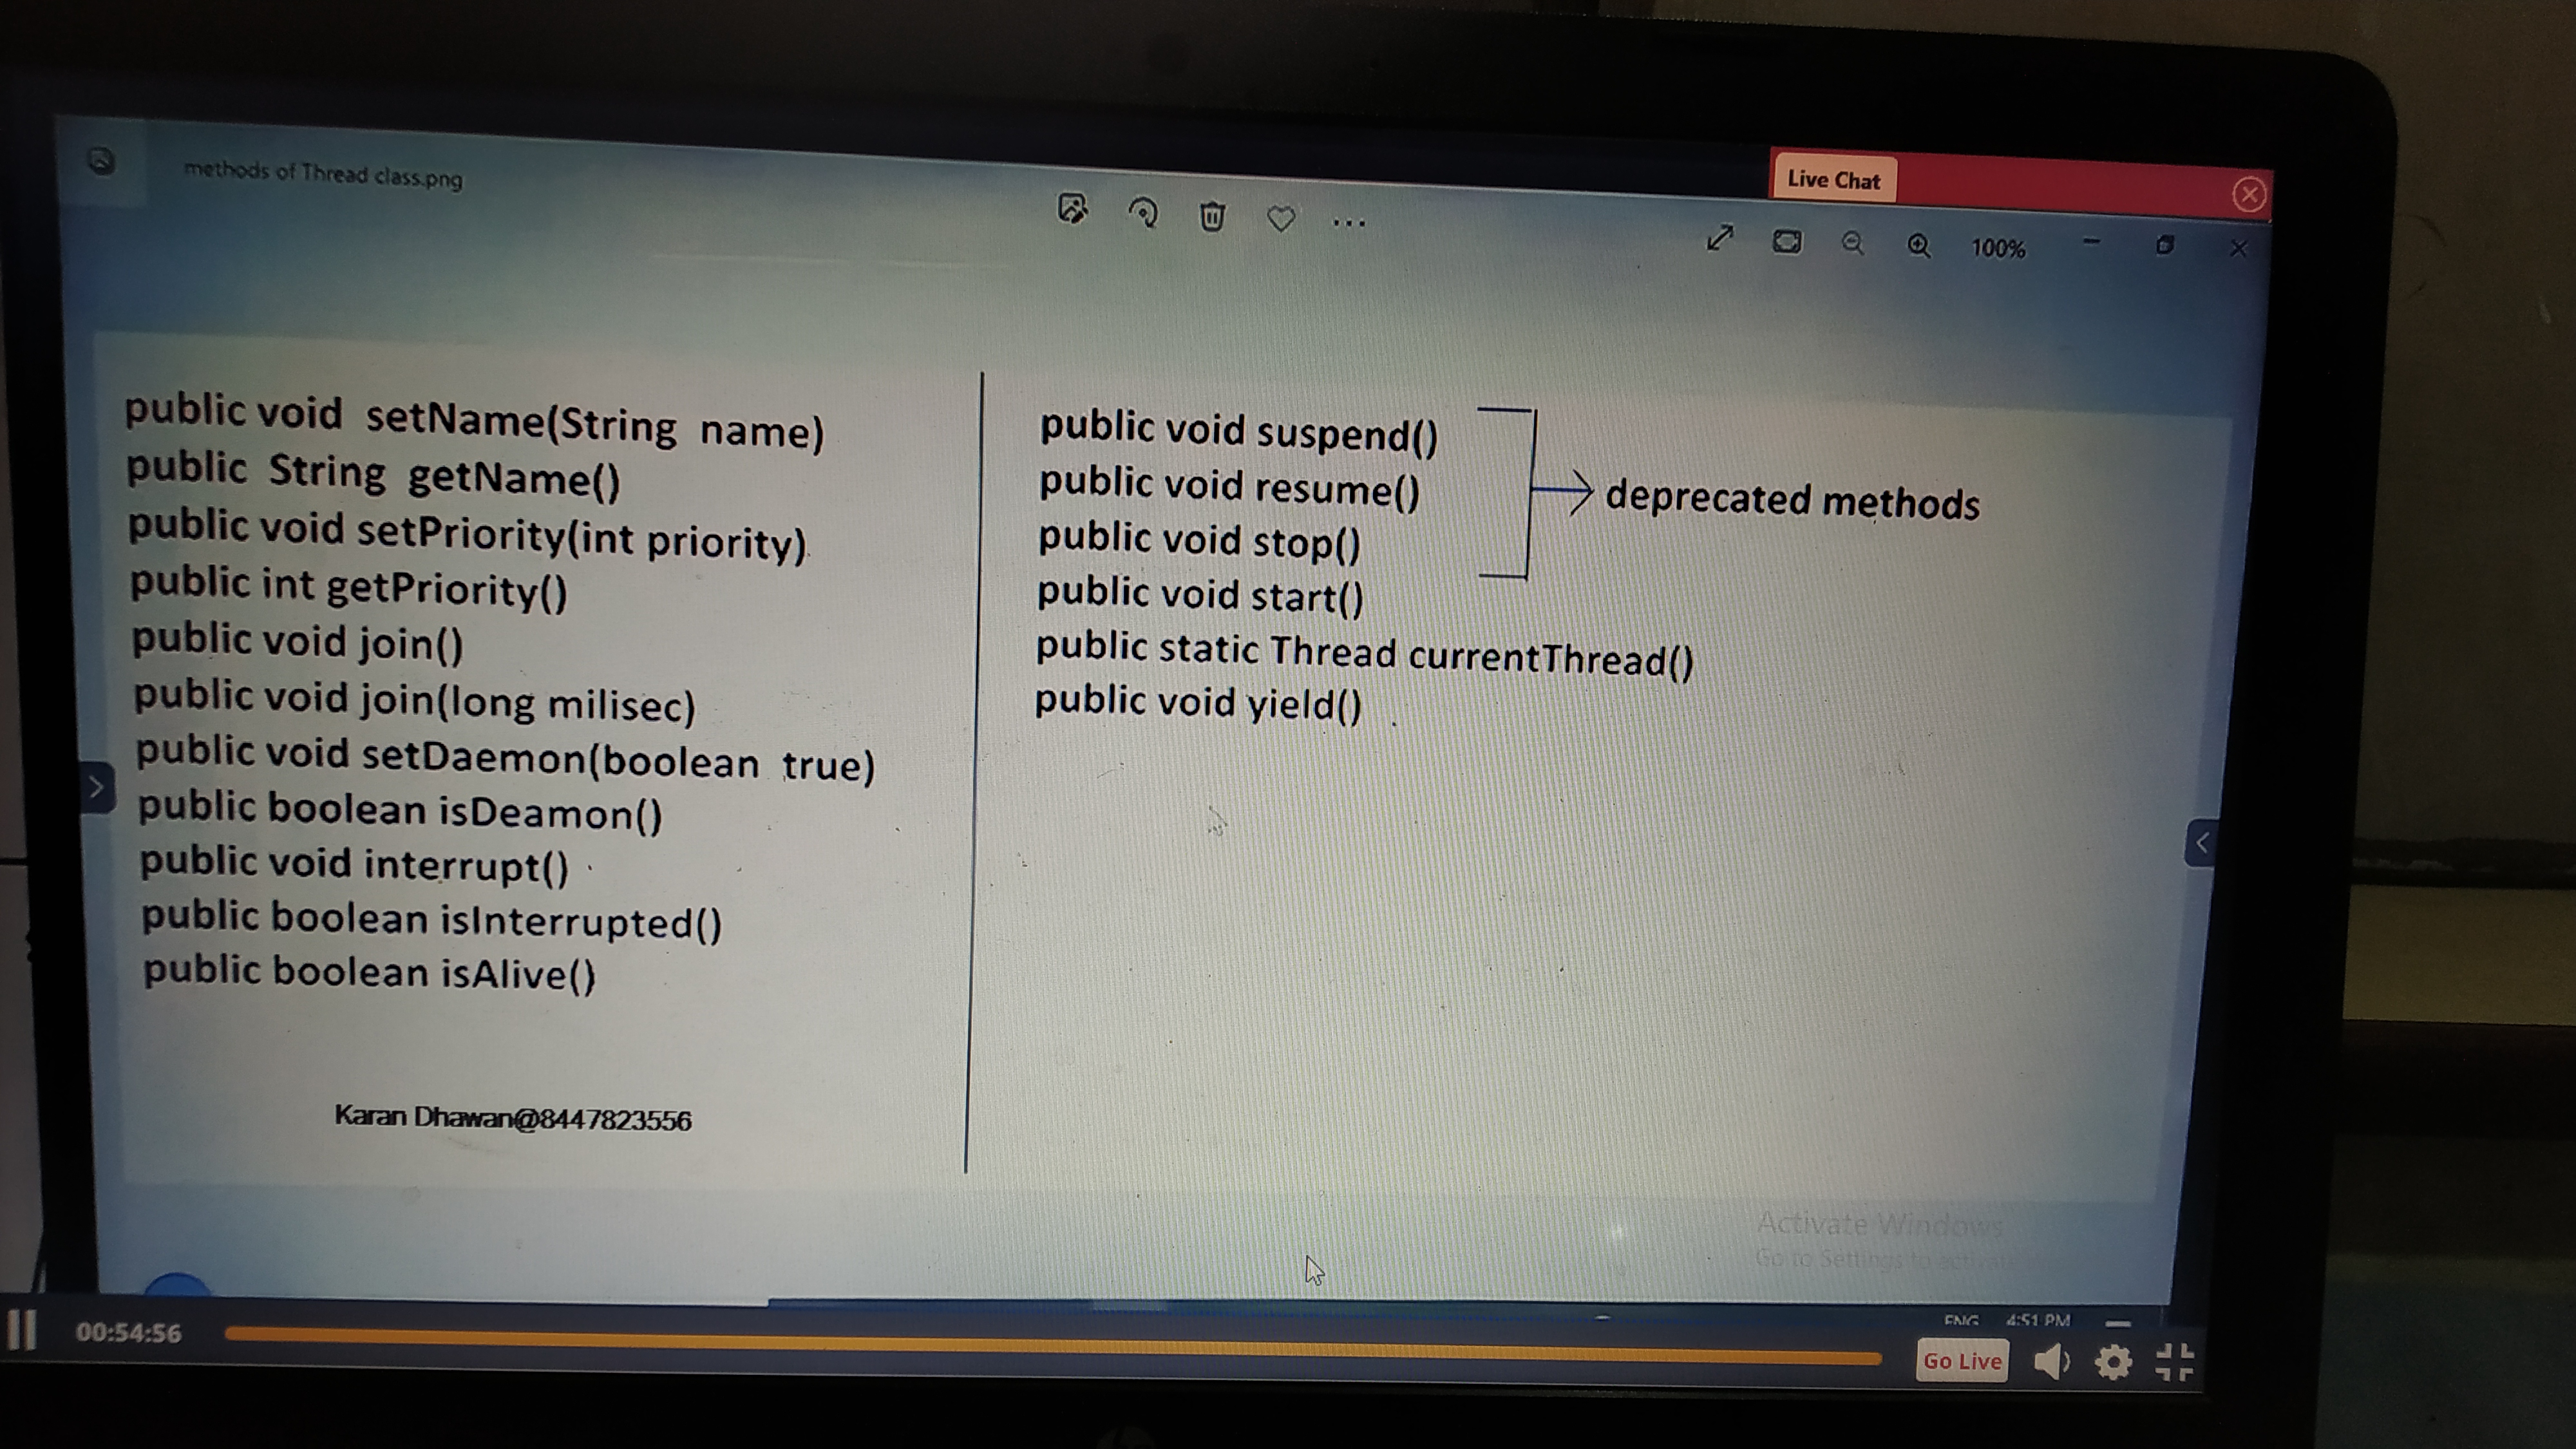 methods of Thread class.png
Live Chat
100%
public void setName(String name)
public String getName()
public void setPriority(int priority)
public int getPriority()
public void join()
public void join(long milisec)
public void setDaemon(boolean true)
public boolean isDeamon()
public void interrupt()
public boolean isInterrupted()
public boolean isAlive()
Karan Dhawan@8447823556
public void suspend()
public void resume()
public void stop()
deprecated methods
public void start()
public static Thread currentThread()
public void yield()
Activate Windows
Go to Settings to
ENG 4:51 PM
00:54:56
Go Live